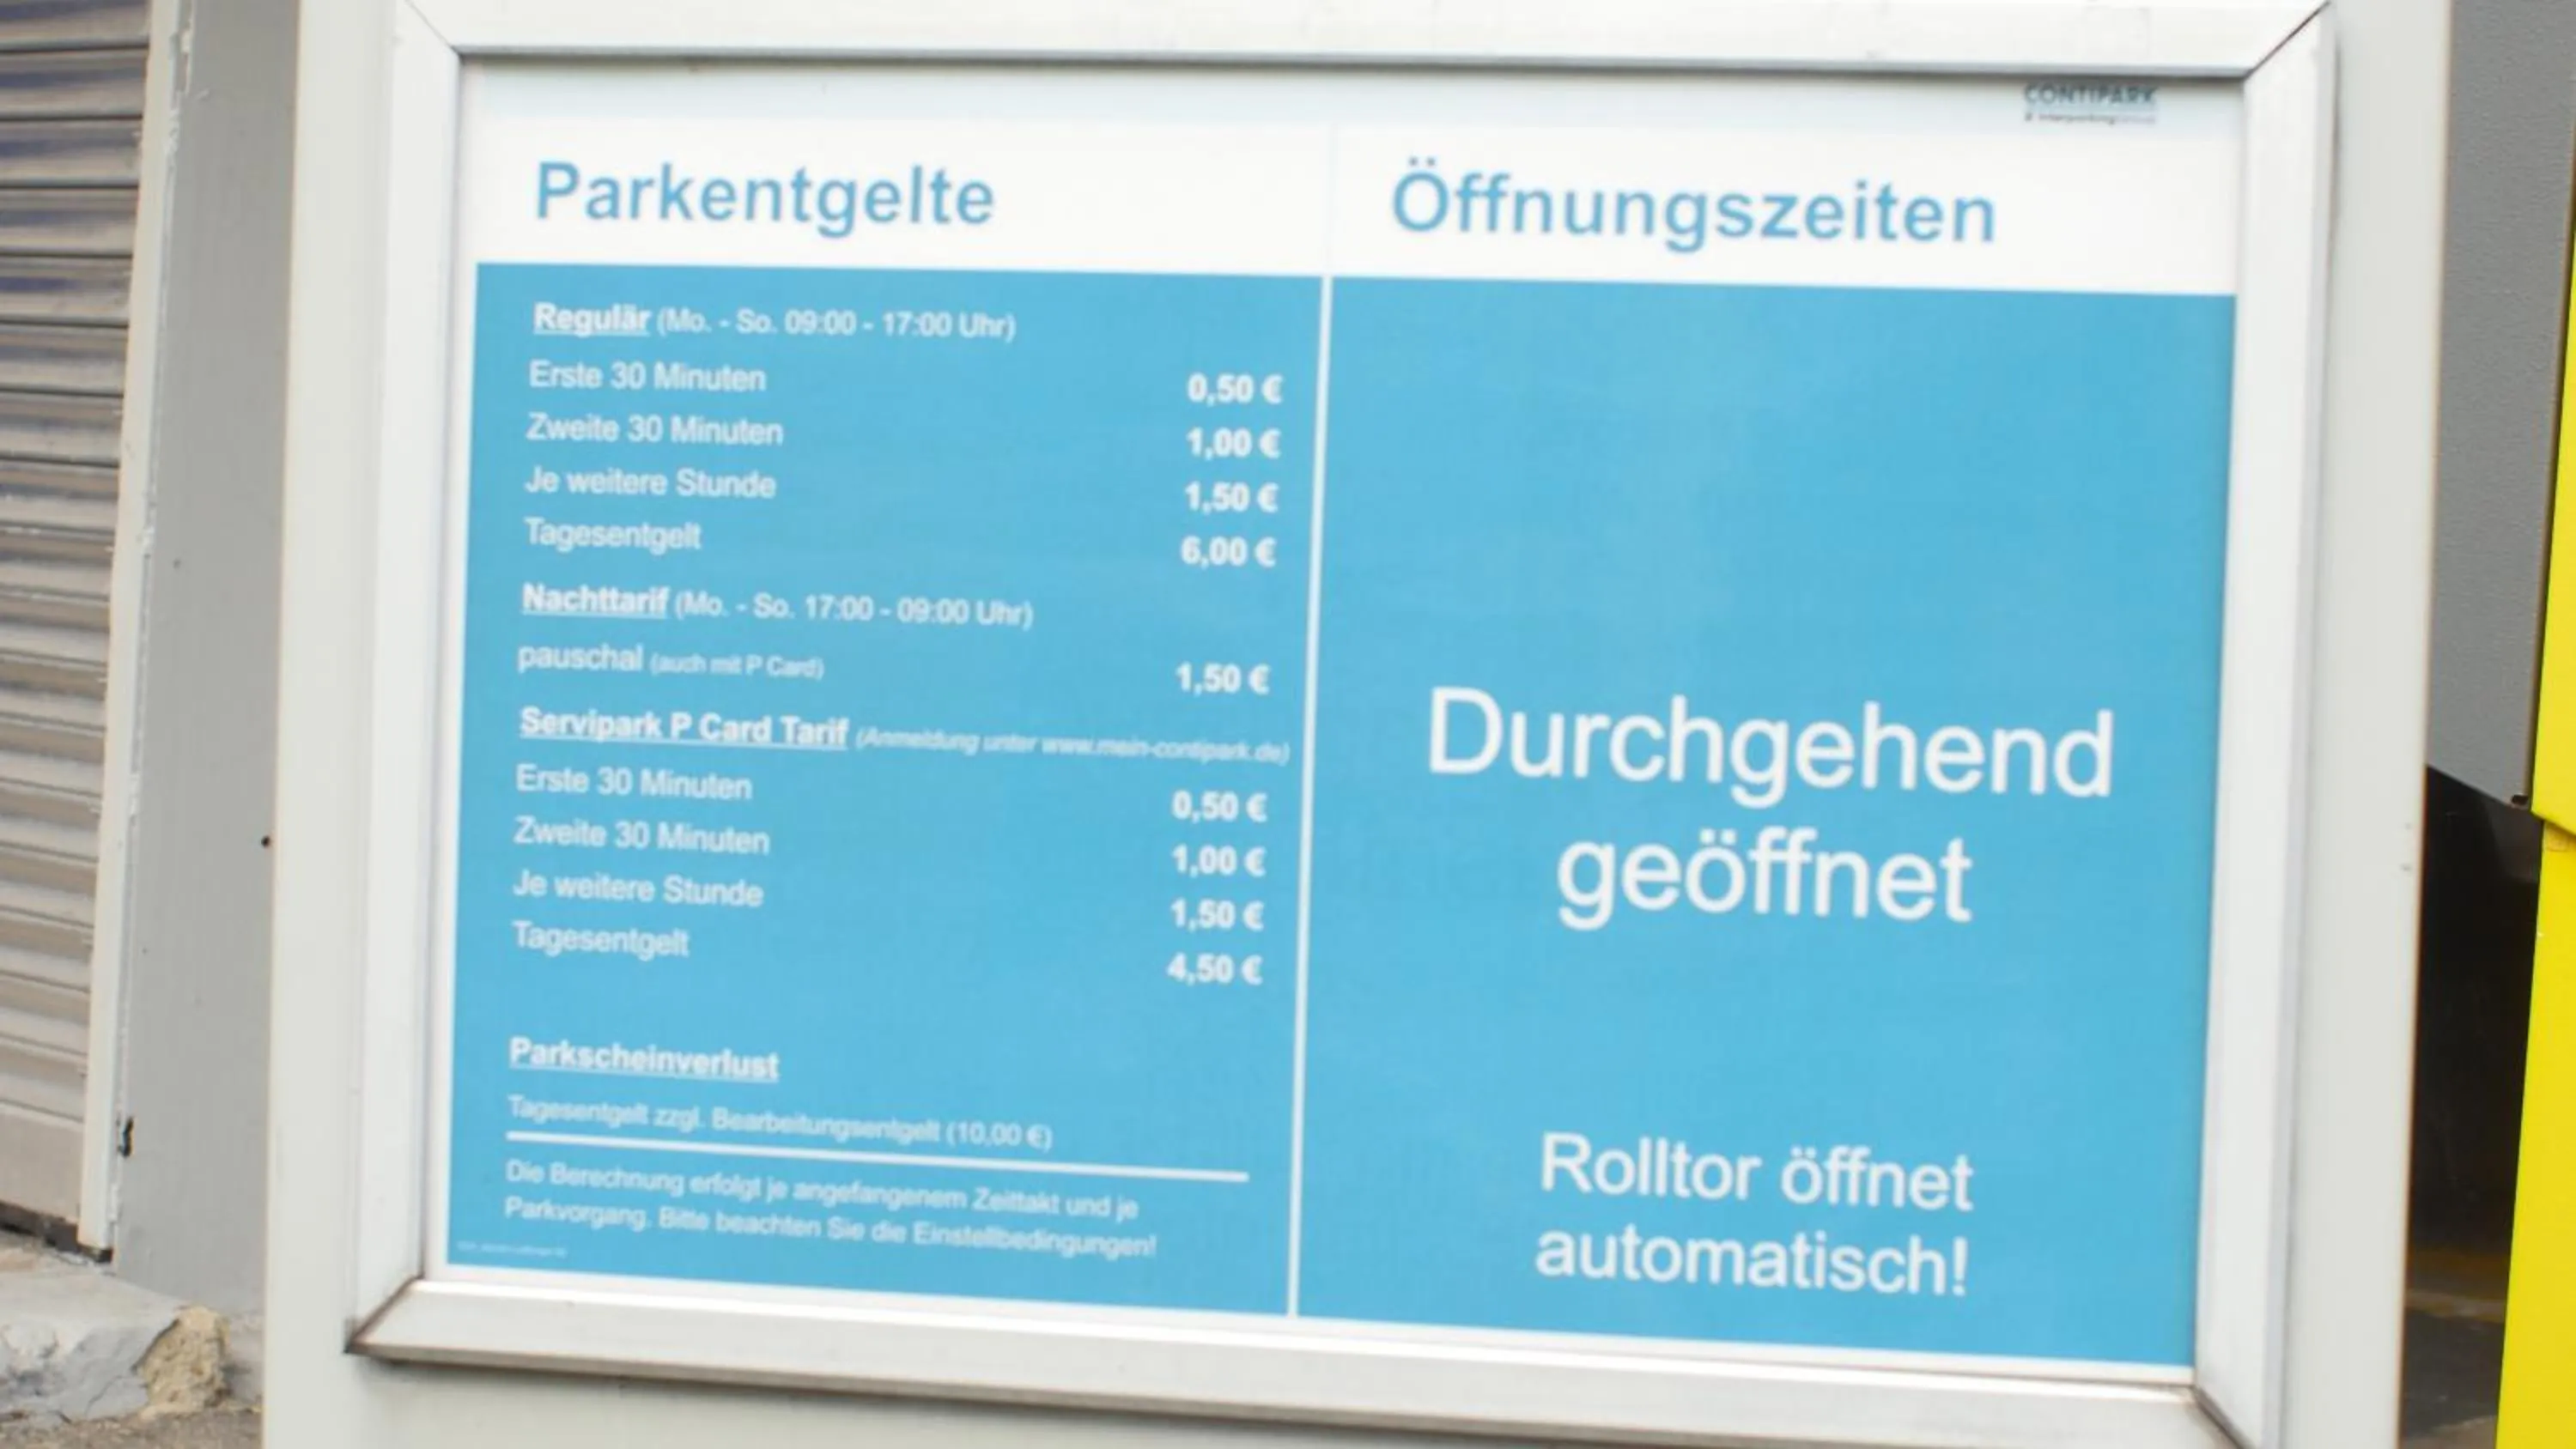 CONTIPARK
Parkentgelte
Regulär (Mo. - So. 09:00 - 17:00 Uhr)
Erste 30 Minuten 0,50 €
Zweite 30 Minuten 1,00 €
Je weitere Stunde 1,50 €
Tagesentgelt 6,00 €
Nachttarif (Mo. - So. 17:00 - 09:00 Uhr)
pauschal (auch mit P Card) 1,50 €
Servipark P Card Tarif (Anmeldung unter www.mein-contipark.de)
Erste 30 Minuten 0,50 €
Zweite 30 Minuten 1,00 €
Je weitere Stunde 1,50 €
Tagesentgelt 4,50 €
Parkscheinverlust
Tagesentgelt zzgl. Bearbeitungsentgelt (10,00 €)
Die Berechnung erfolgt je angefangenem Zeittakt und je
Parkvorgang. Bitte beachten Sie die Einstellbedingungen!
Öffnungszeiten
Durchgehend
geöffnet
Rolltor öffnet
automatisch!